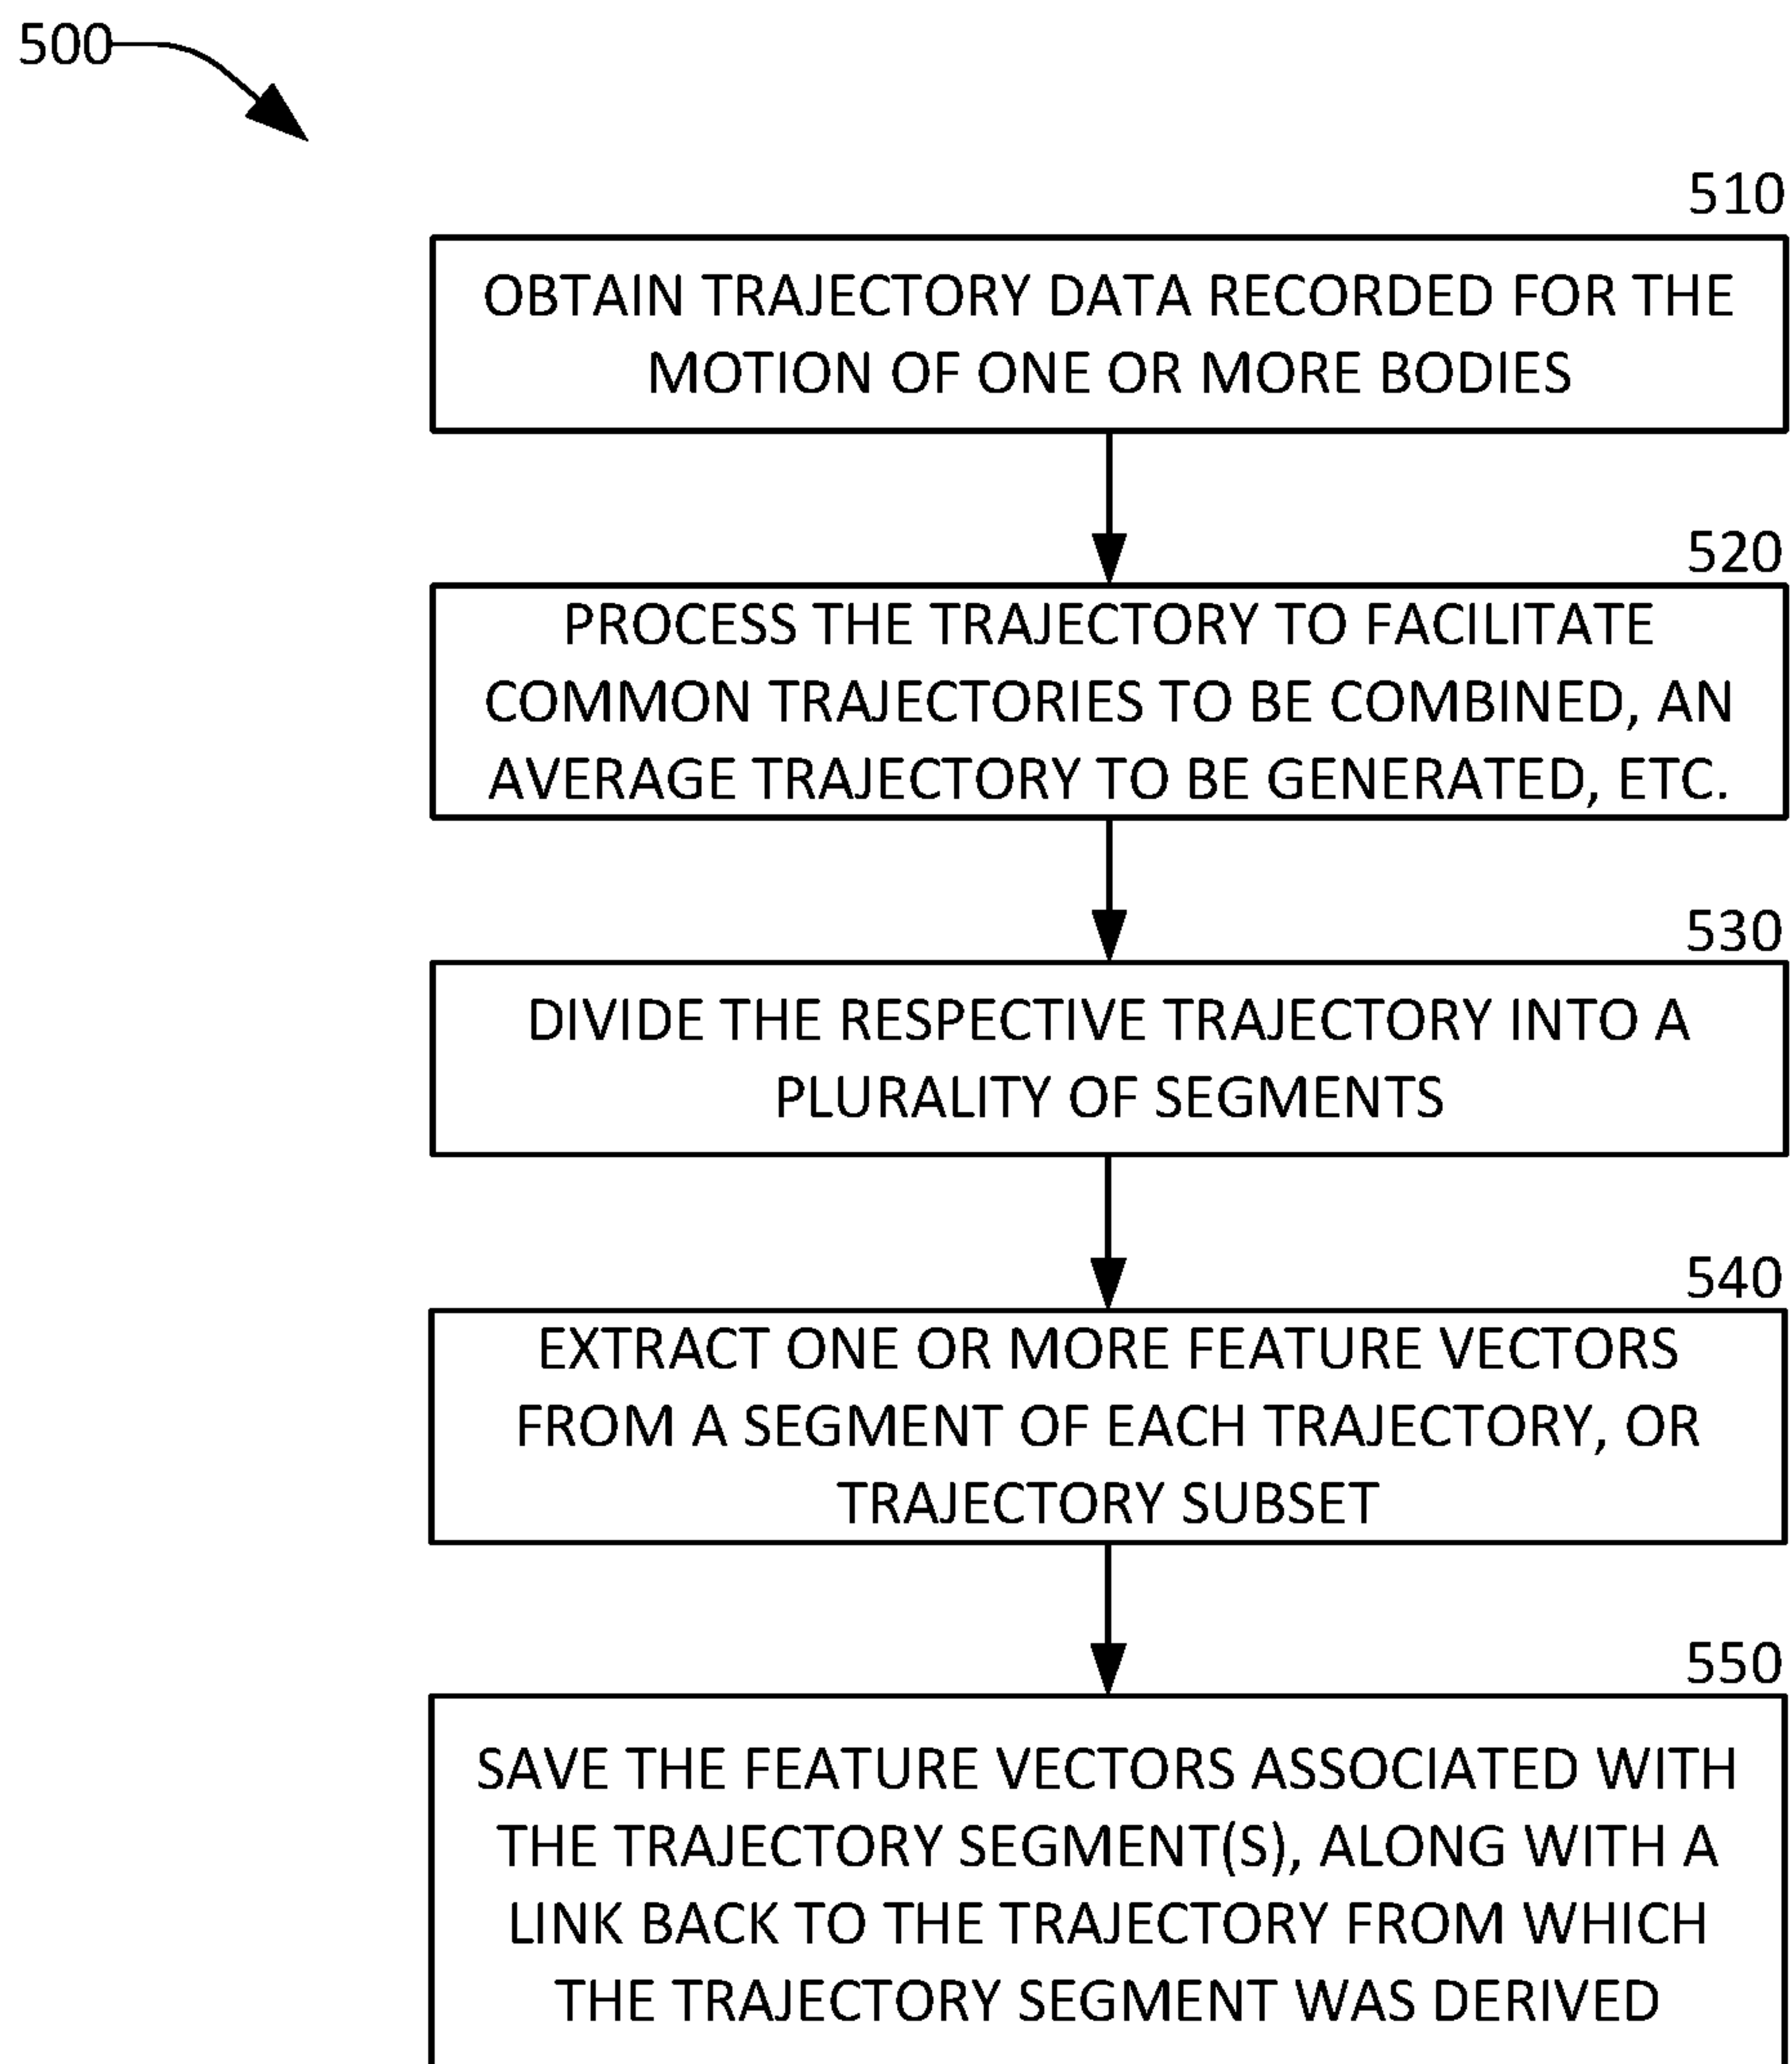 500
510
OBTAIN TRAJECTORY DATA RECORDED FOR THE
MOTION OF ONE OR MORE BODIES
520
PROCESS THE TRAJECTORY TO FACILITATE
COMMON TRAJECTORIES TO BE COMBINED, AN
AVERAGE TRAJECTORY TO BE GENERATED, ETC.
530
DIVIDE THE RESPECTIVE TRAJECTORY INTO A
PLURALITY OF SEGMENTS
540
EXTRACT ONE OR MORE FEATURE VECTORS
FROM A SEGMENT OF EACH TRAJECTORY, OR
TRAJECTORY SUBSET
550
SAVE THE FEATURE VECTORS ASSOCIATED WITH
THE TRAJECTORY SEGMENT(S), ALONG WITH A
LINK BACK TO THE TRAJECTORY FROM WHICH
THE TRAJECTORY SEGMENT WAS DERIVED